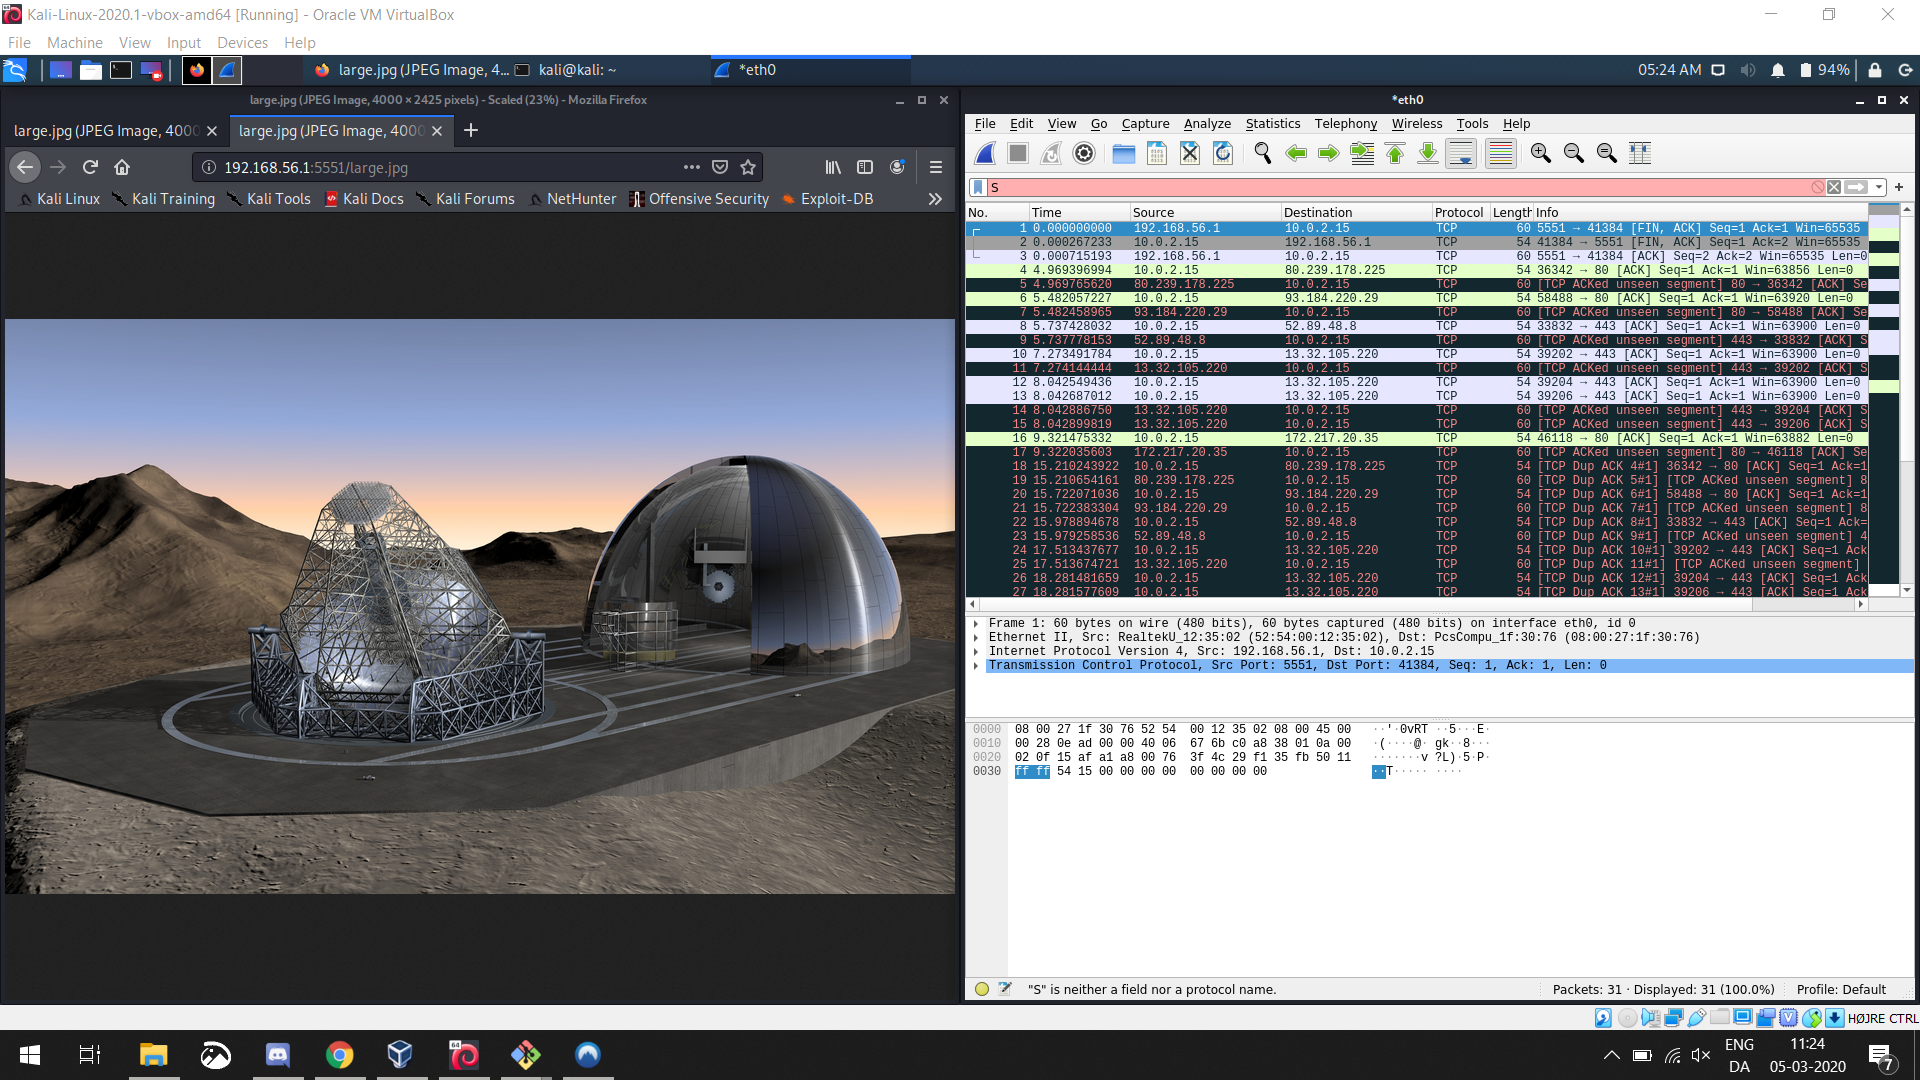 Kali-Linux-2020.1-vbox-amd64 [Running] - Oracle VM VirtualBox
File Machine View Input Devices Help
large.jpg (JPEG Image, 4... kali@kali: ~ *eth0 05:24 AM 94%
large.jpg (JPEG Image, 4000 × 2425 pixels) - Scaled (23%) - Mozilla Firefox
large.jpg (JPEG Image, 4000 large.jpg (JPEG Image, 4000
192.168.56.1:5551/large.jpg
Kali Linux Kali Training Kali Tools Kali Docs Kali Forums NetHunter Offensive Security Exploit-DB
*eth0
File Edit View Go Capture Analyze Statistics Telephony Wireless Tools Help
S
No. Time Source Destination Protocol Length Info
1 0.000000000 192.168.56.1 10.0.2.15 TCP 60 5551 → 41384 [FIN, ACK] Seq=1 Ack=1 Win=65535
2 0.000267233 10.0.2.15 192.168.56.1 TCP 54 41384 → 5551 [FIN, ACK] Seq=1 Ack=2 Win=65535
3 0.000715193 192.168.56.1 10.0.2.15 TCP 60 5551 → 41384 [ACK] Seq=2 Ack=2 Win=65535 Len=0
4 4.969396994 10.0.2.15 80.239.178.225 TCP 54 36342 → 80 [ACK] Seq=1 Ack=1 Win=63856 Len=0
5 4.969765620 80.239.178.225 10.0.2.15 TCP 60 [TCP ACKed unseen segment] 80 → 36342 [ACK] Se
6 5.482057227 10.0.2.15 93.184.220.29 TCP 54 58488 → 80 [ACK] Seq=1 Ack=1 Win=63920 Len=0
7 5.482458965 93.184.220.29 10.0.2.15 TCP 60 [TCP ACKed unseen segment] 80 → 58488 [ACK] Se
8 5.737428032 10.0.2.15 52.89.48.8 TCP 54 33832 → 443 [ACK] Seq=1 Ack=1 Win=63900 Len=0
9 5.737778153 52.89.48.8 10.0.2.15 TCP 60 [TCP ACKed unseen segment] 443 → 33832 [ACK] S
10 7.273491784 10.0.2.15 13.32.105.220 TCP 54 39202 → 443 [ACK] Seq=1 Ack=1 Win=63900 Len=0
11 7.274144444 13.32.105.220 10.0.2.15 TCP 60 [TCP ACKed unseen segment] 443 → 39202 [ACK] S
12 8.042549436 10.0.2.15 13.32.105.220 TCP 54 39204 → 443 [ACK] Seq=1 Ack=1 Win=63900 Len=0
13 8.042687012 10.0.2.15 13.32.105.220 TCP 54 39206 → 443 [ACK] Seq=1 Ack=1 Win=63900 Len=0
14 8.042886750 13.32.105.220 10.0.2.15 TCP 60 [TCP ACKed unseen segment] 443 → 39204 [ACK] S
15 8.042899819 13.32.105.220 10.0.2.15 TCP 60 [TCP ACKed unseen segment] 443 → 39206 [ACK] S
16 9.321475332 10.0.2.15 172.217.20.35 TCP 54 46118 → 80 [ACK] Seq=1 Ack=1 Win=63882 Len=0
17 9.322035603 172.217.20.35 10.0.2.15 TCP 60 [TCP ACKed unseen segment] 80 → 46118 [ACK] Se
18 15.210243922 10.0.2.15 80.239.178.225 TCP 54 [TCP Dup ACK 4#1] 36342 → 80 [ACK] Seq=1 Ack=1
19 15.210654161 80.239.178.225 10.0.2.15 TCP 60 [TCP Dup ACK 5#1] [TCP ACKed unseen segment] 8
20 15.722071036 10.0.2.15 93.184.220.29 TCP 54 [TCP Dup ACK 6#1] 58488 → 80 [ACK] Seq=1 Ack=1
21 15.722383304 93.184.220.29 10.0.2.15 TCP 60 [TCP Dup ACK 7#1] [TCP ACKed unseen segment] 8
22 15.978894678 10.0.2.15 52.89.48.8 TCP 54 [TCP Dup ACK 8#1] 33832 → 443 [ACK] Seq=1 Ack=
23 15.979258536 52.89.48.8 10.0.2.15 TCP 60 [TCP Dup ACK 9#1] [TCP ACKed unseen segment] 4
24 17.513437677 10.0.2.15 13.32.105.220 TCP 54 [TCP Dup ACK 10#1] 39202 → 443 [ACK] Seq=1 Ack
25 17.513674721 13.32.105.220 10.0.2.15 TCP 60 [TCP Dup ACK 11#1] [TCP ACKed unseen segment]
26 18.281481659 10.0.2.15 13.32.105.220 TCP 54 [TCP Dup ACK 12#1] 39204 → 443 [ACK] Seq=1 Ack
27 18.281577609 10.0.2.15 13.32.105.220 TCP 54 [TCP Dup ACK 13#1] 39206 → 443 [ACK] Seq=1 Ack
Frame 1: 60 bytes on wire (480 bits), 60 bytes captured (480 bits) on interface eth0, id 0
Ethernet II, Src: RealtekU_12:35:02 (52:54:00:12:35:02), Dst: PcsCompu_1f:30:76 (08:00:27:1f:30:76)
Internet Protocol Version 4, Src: 192.168.56.1, Dst: 10.0.2.15
Transmission Control Protocol, Src Port: 5551, Dst Port: 41384, Seq: 1, Ack: 1, Len: 0
0000 08 00 27 1f 30 76 52 54 00 12 35 02 08 00 45 00 ··'·0vRT ··5···E·
0010 00 28 0e ad 00 00 40 06 67 6b c0 a8 38 01 0a 00 ·(····@· gk··8···
0020 02 0f 15 af a1 a8 00 76 3f 4c 29 f1 35 fb 50 11 ·······v ?L)·5·P·
0030 ff ff 54 15 00 00 00 00 00 00 00 00 ··T····· ····
"S" is neither a field nor a protocol name. Packets: 31 · Displayed: 31 (100.0%) Profile: Default
HØJRE CTRL
64
ENG 11:24
DA 05-03-2020 7